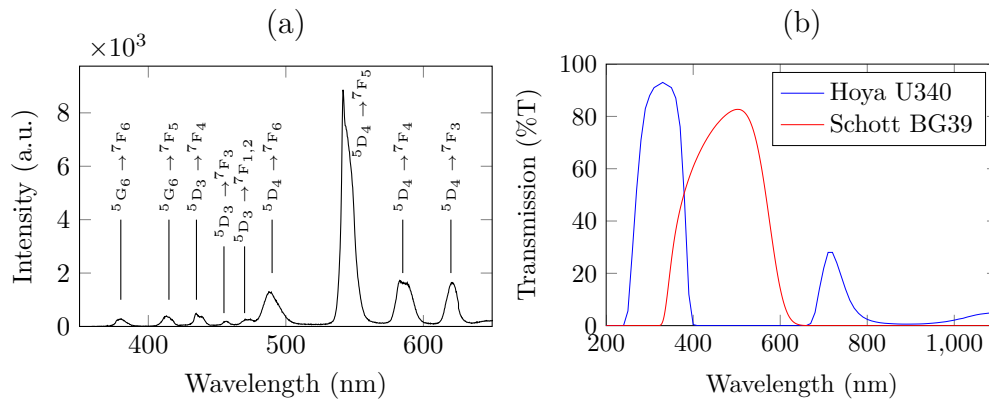 (a)
×10³
Intensity (a.u.)
8
6
4
2
0
⁵G₆→⁷F₆
⁵G₆→⁷F₅
⁵D₃→⁷F₄
⁵D₃→⁷F₃
⁵D₃→⁷F₁,₂
⁵D₄→⁷F₆
⁵D₄→⁷F₅
⁵D₄→⁷F₄
⁵D₄→⁷F₃
400 500 600
Wavelength (nm)
(b)
Transmission (%T)
100
80
60
40
20
0
Hoya U340
Schott BG39
200 400 600 800 1,000
Wavelength (nm)